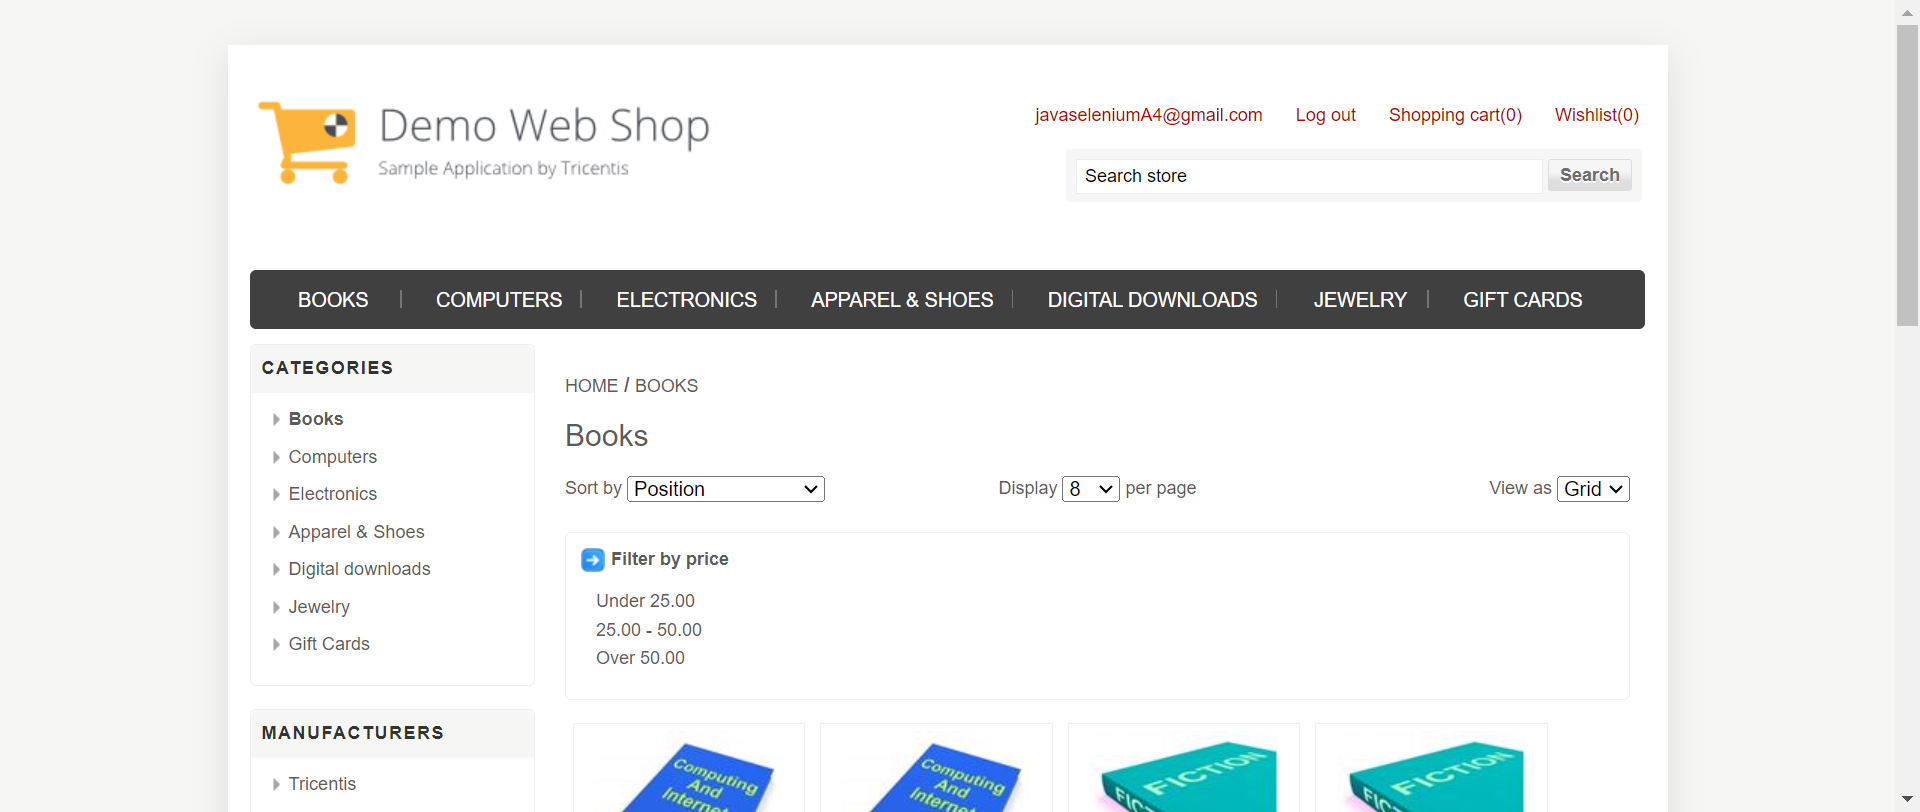 Demo Web Shop
Sample Application by Tricentis
javaseleniumA4@gmail.com Log out Shopping cart(0) Wishlist(0)
Search store Search
BOOKS COMPUTERS ELECTRONICS APPAREL & SHOES DIGITAL DOWNLOADS JEWELRY GIFT CARDS
CATEGORIES
Books
Computers
Electronics
Apparel & Shoes
Digital downloads
Jewelry
Gift Cards
MANUFACTURERS
Tricentis
HOME / BOOKS
Books
Sort by Position Display 8 per page View as Grid
Filter by price
Under 25.00
25.00 - 50.00
Over 50.00
Computing
And
Internet
Computing
And
Internet
FICTION
FICTION